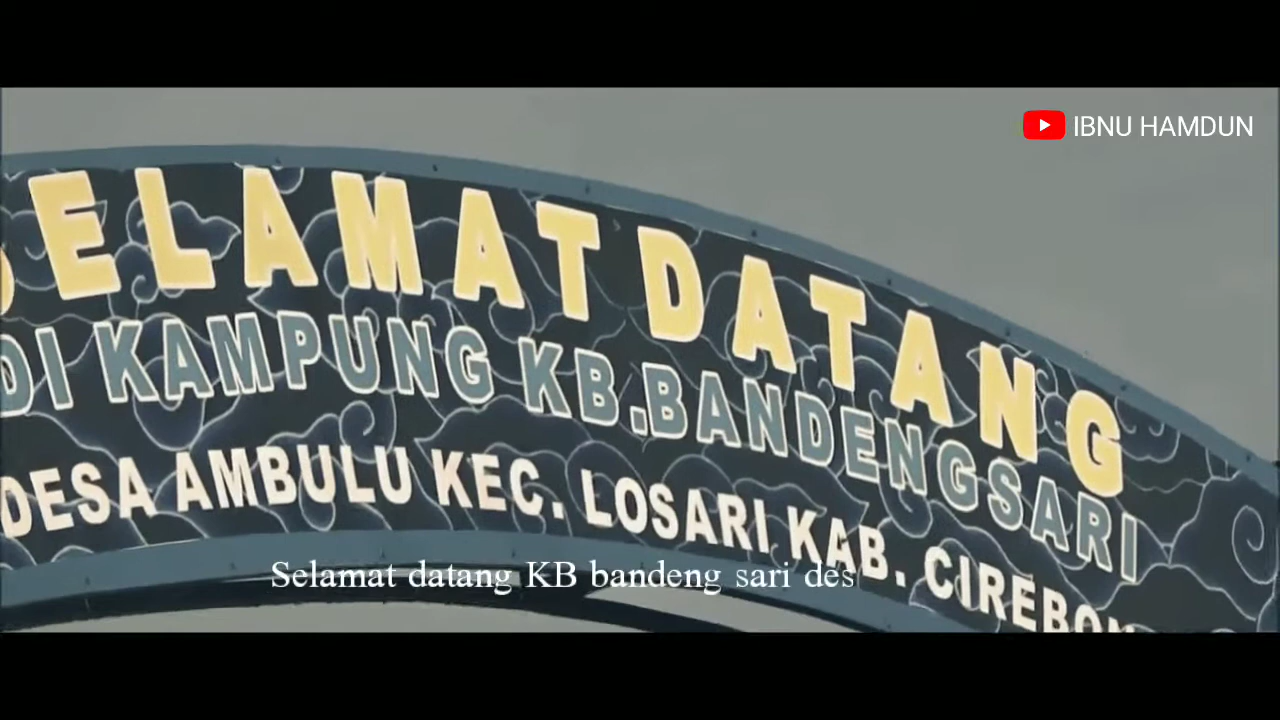 IBNU HAMDUN
SELAMAT DATANG
DI KAMPUNG KB.BANDENGSARI
DESA AMBULU KEC. LOSARI KAB. CIREBON
Selamat datang KB bandeng sari des